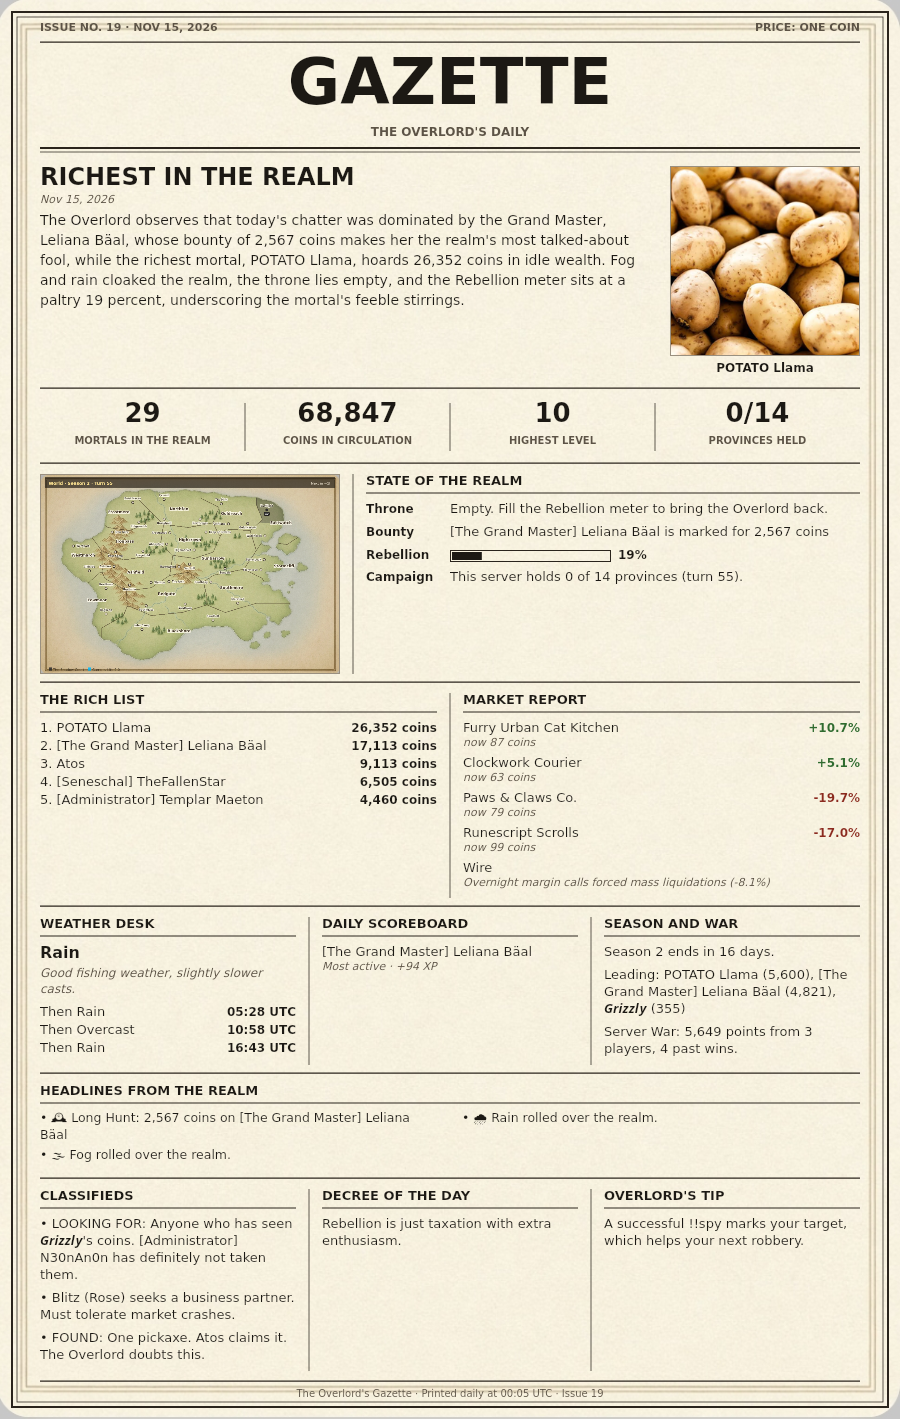 ISSUE NO. 19 · NOV 15, 2026
PRICE: ONE COIN
GAZETTE
THE OVERLORD'S DAILY
RICHEST IN THE REALM
Nov 15, 2026
The Overlord observes that today's chatter was dominated by the Grand Master,
Leliana Bäal, whose bounty of 2,567 coins makes her the realm's most talked-about
fool, while the richest mortal, POTATO Llama, hoards 26,352 coins in idle wealth. Fog
and rain cloaked the realm, the throne lies empty, and the Rebellion meter sits at a
paltry 19 percent, underscoring the mortal's feeble stirrings.
POTATO Llama
29
MORTALS IN THE REALM
68,847
COINS IN CIRCULATION
10
HIGHEST LEVEL
0/14
PROVINCES HELD
World · Season 2 · Turn 55
STATE OF THE REALM
Throne Empty. Fill the Rebellion meter to bring the Overlord back.
Bounty [The Grand Master] Leliana Bäal is marked for 2,567 coins
Rebellion 19%
Campaign This server holds 0 of 14 provinces (turn 55).
THE RICH LIST
1. POTATO Llama 26,352 coins
2. [The Grand Master] Leliana Bäal 17,113 coins
3. Atos 9,113 coins
4. [Seneschal] TheFallenStar 6,505 coins
5. [Administrator] Templar Maeton 4,460 coins
MARKET REPORT
Furry Urban Cat Kitchen +10.7%
now 87 coins
Clockwork Courier +5.1%
now 63 coins
Paws & Claws Co. -19.7%
now 79 coins
Runescript Scrolls -17.0%
now 99 coins
Wire
Overnight margin calls forced mass liquidations (-8.1%)
WEATHER DESK
Rain
Good fishing weather, slightly slower
casts.
Then Rain 05:28 UTC
Then Overcast 10:58 UTC
Then Rain 16:43 UTC
DAILY SCOREBOARD
[The Grand Master] Leliana Bäal
Most active · +94 XP
SEASON AND WAR
Season 2 ends in 16 days.
Leading: POTATO Llama (5,600), [The
Grand Master] Leliana Bäal (4,821),
Grizzly (355)
Server War: 5,649 points from 3
players, 4 past wins.
HEADLINES FROM THE REALM
• 🕰 Long Hunt: 2,567 coins on [The Grand Master] Leliana
Bäal
• 🌫 Fog rolled over the realm.
• 🌧 Rain rolled over the realm.
CLASSIFIEDS
• LOOKING FOR: Anyone who has seen
Grizzly's coins. [Administrator]
N30nAn0n has definitely not taken
them.
• Blitz (Rose) seeks a business partner.
Must tolerate market crashes.
• FOUND: One pickaxe. Atos claims it.
The Overlord doubts this.
DECREE OF THE DAY
Rebellion is just taxation with extra
enthusiasm.
OVERLORD'S TIP
A successful !!spy marks your target,
which helps your next robbery.
The Overlord's Gazette · Printed daily at 00:05 UTC · Issue 19